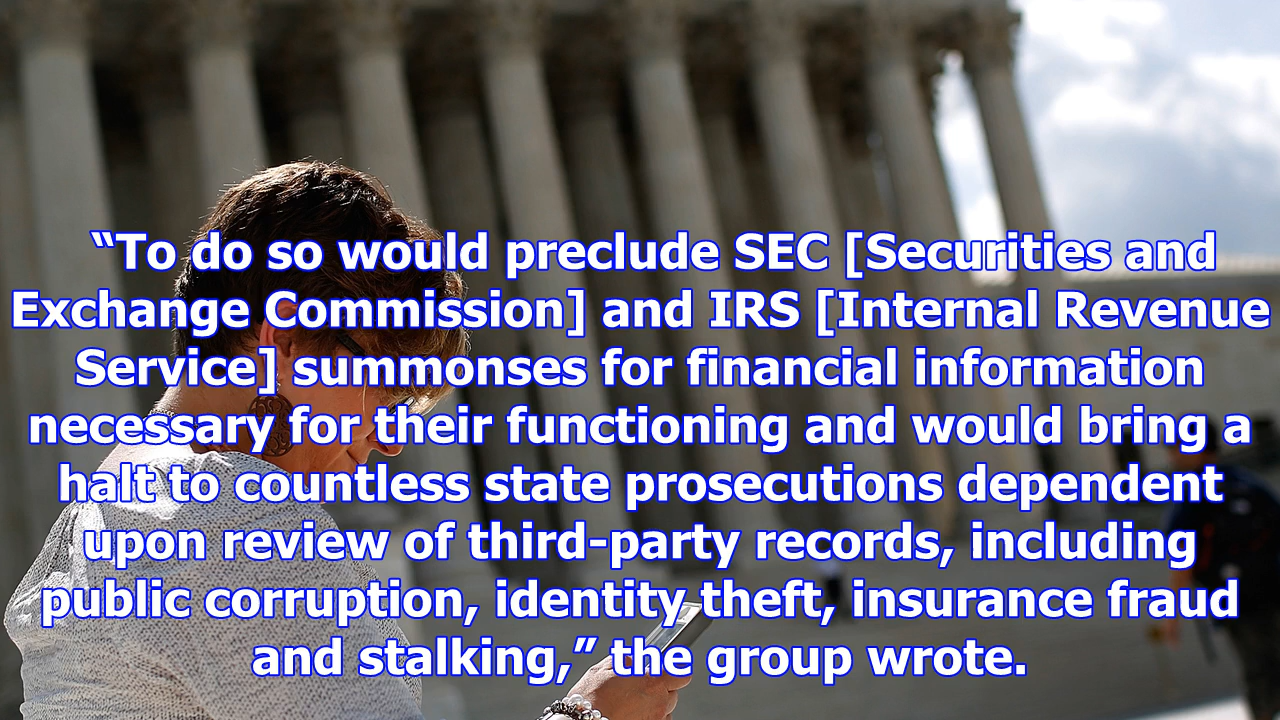 “To do so would preclude SEC [Securities and
Exchange Commission] and IRS [Internal Revenue
Service] summonses for financial information
necessary for their functioning and would bring a
halt to countless state prosecutions dependent
upon review of third-party records, including
public corruption, identity theft, insurance fraud
and stalking,” the group wrote.